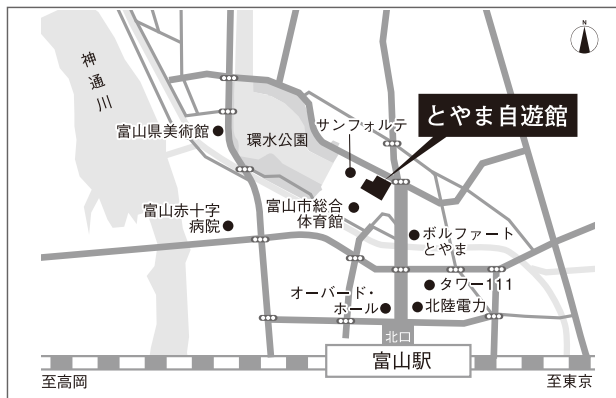 N
神通川
とやま自遊館
サンフォルテ
富山県美術館
環水公園
富山市総合
体育館
富山赤十字
病院
ボルファート
とやま
タワー111
オーバード・
ホール
北陸電力
北口
富山駅
至高岡
至東京